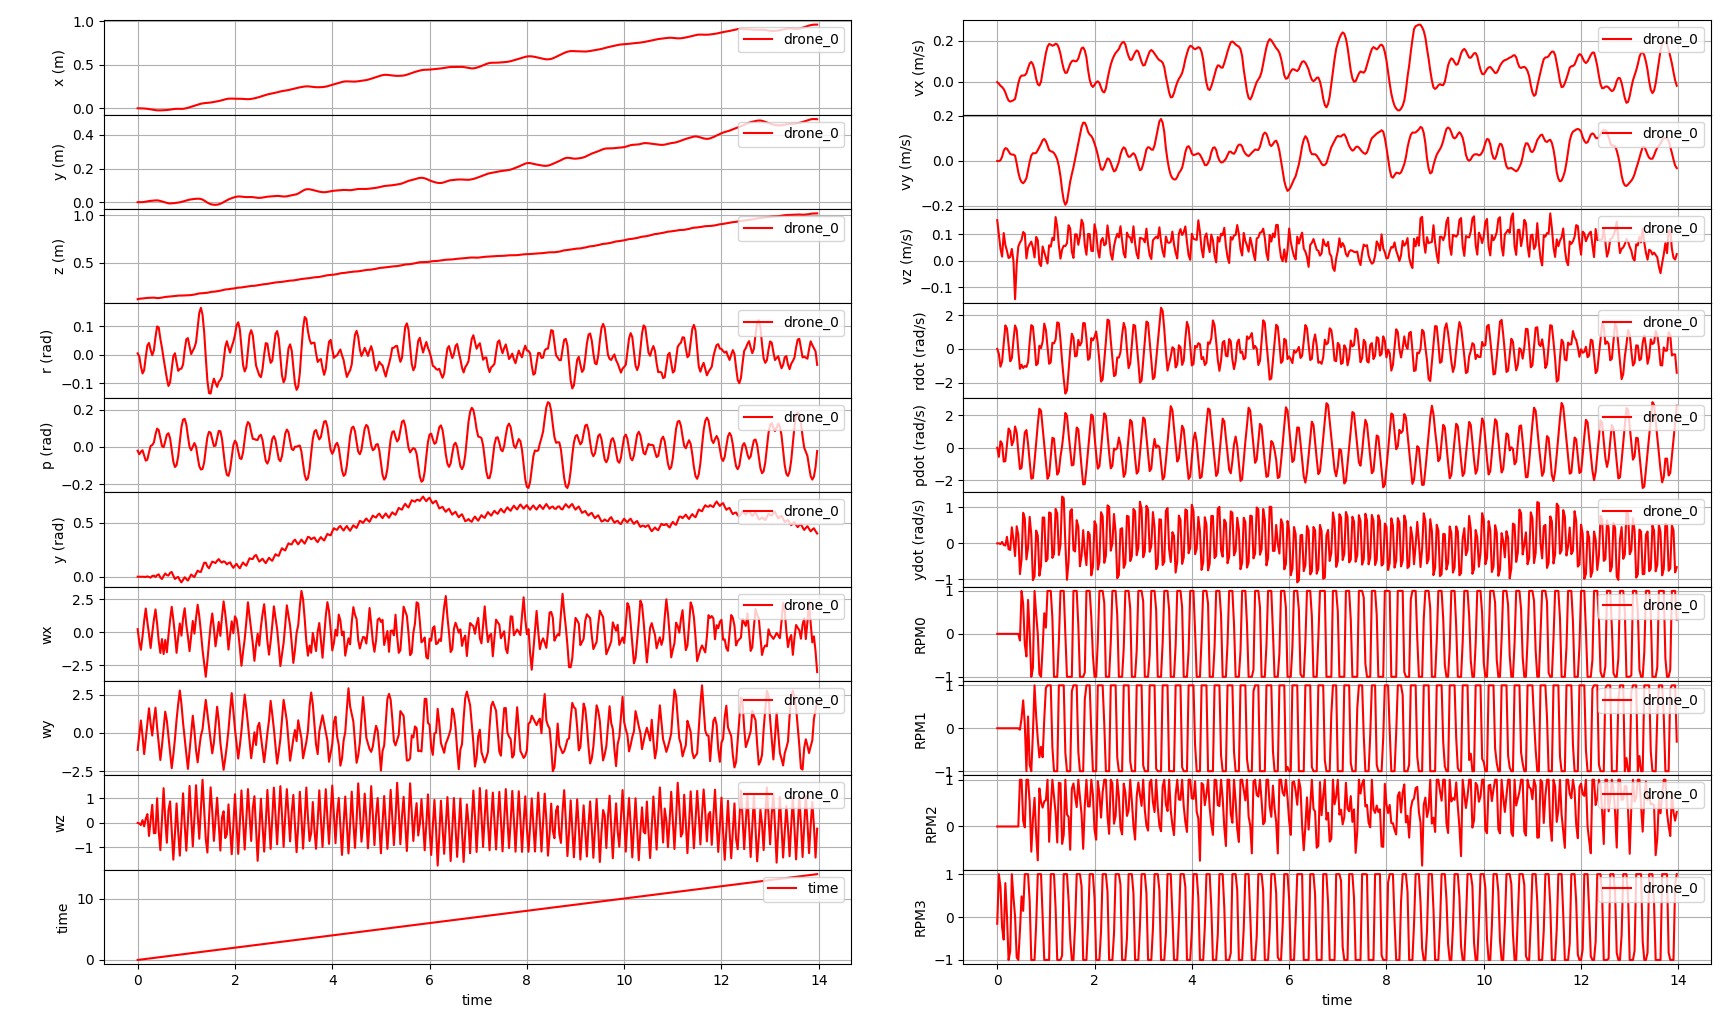 x (m)
1.0
0.5
0.0
drone_0
y (m)
0.4
0.2
0.0
drone_0
z (m)
1.0
0.5
drone_0
r (rad)
0.1
0.0
−0.1
drone_0
p (rad)
0.2
0.0
−0.2
drone_0
y (rad)
0.5
0.0
drone_0
wx
2.5
0.0
−2.5
drone_0
wy
2.5
0.0
−2.5
drone_0
wz
1
0
−1
drone_0
time
10
0
time
0 2 4 6 8 10 12 14
time
vx (m/s)
0.2
0.0
drone_0
vy (m/s)
0.2
0.0
−0.2
drone_0
vz (m/s)
0.1
0.0
−0.1
drone_0
rdot (rad/s)
2
0
−2
drone_0
pdot (rad/s)
2
0
−2
drone_0
ydot (rad/s)
1
0
−1
drone_0
RPM0
1
0
−1
drone_0
RPM1
1
0
−1
drone_0
RPM2
1
0
drone_0
RPM3
1
0
−1
drone_0
0 2 4 6 8 10 12 14
time